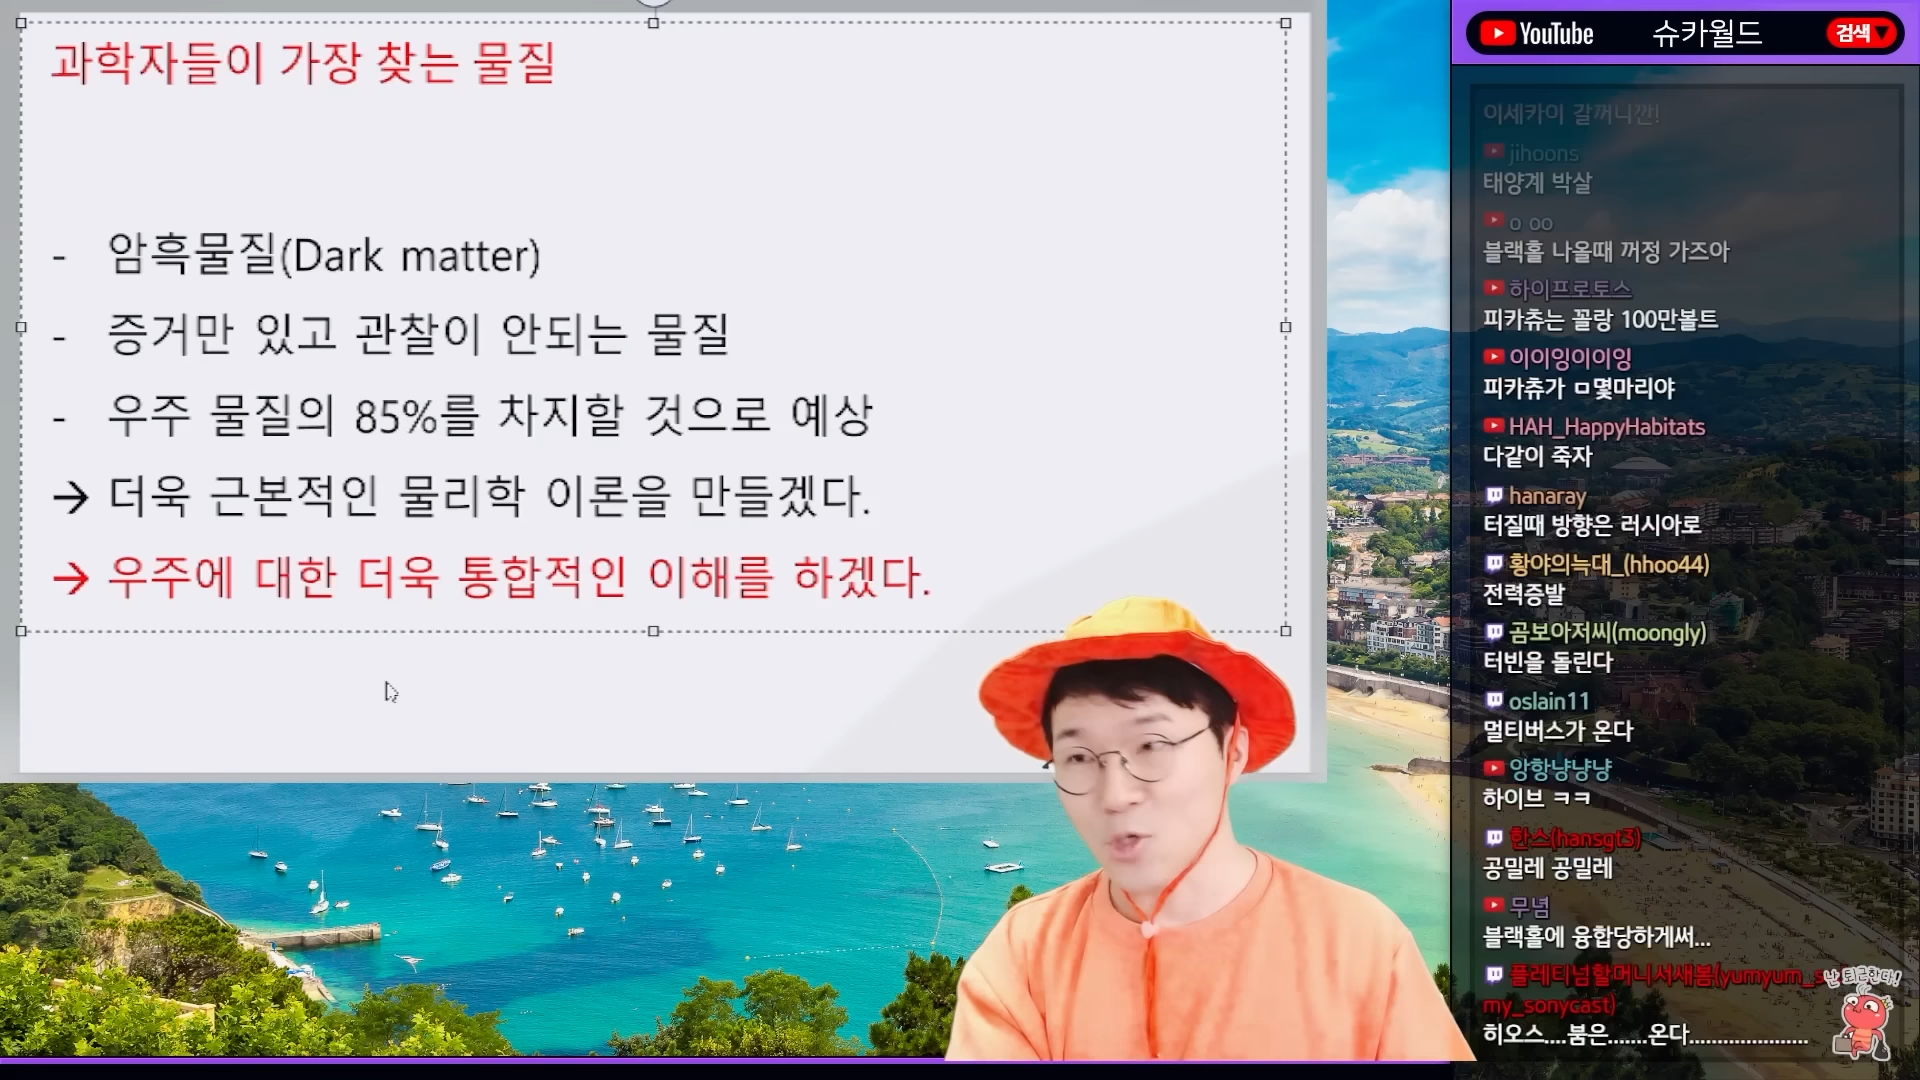 과학자들이 가장 찾는 물질
- 암흑물질(Dark matter)
- 증거만 있고 관찰이 안되는 물질
- 우주 물질의 85%를 차지할 것으로 예상
→ 더욱 근본적인 물리학 이론을 만들겠다.
→ 우주에 대한 더욱 통합적인 이해를 하겠다.
YouTube 슈카월드 검색
이세카이 갈꺼니깐!
jihoons
태양계 박살
o oo
블랙홀 나올때 꺼정 가즈아
하이프로토스
피카츄는 꼴랑 100만볼트
이이잉이이잉
피카츄가 ㅁ몇마리야
HAH_HappyHabitats
다같이 죽자
hanaray
터질때 방향은 러시아로
황야의늑대_(hhoo44)
전력증발
곰보아저씨(moongly)
터빈을 돌린다
oslain11
멀티버스가 온다
앙항냥냥냥
하이브 ㅋㅋ
한스(hansgt3)
공밀레 공밀레
무념
블랙홀에 융합당하게써...
플레티넘할머니서새봄(yumyum_s
my_sonycast)
히오스....붐은.......온다.....................
난 퇴근한다!